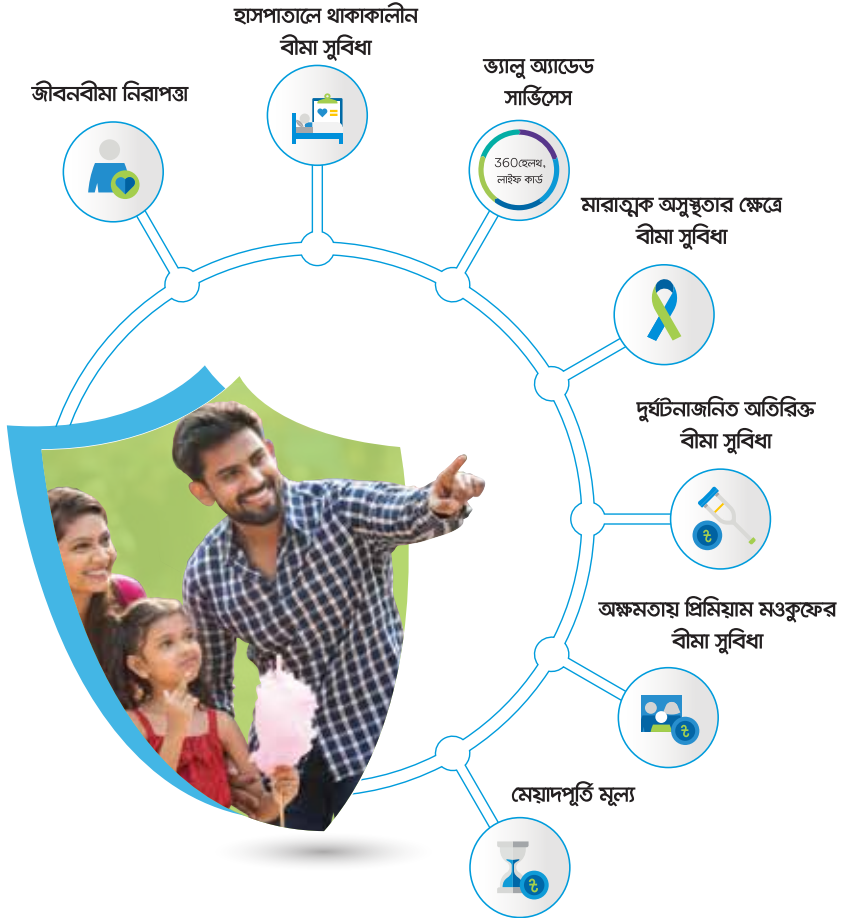 হাসপাতালে থাকাকালীন
বীমা সুবিধা
জীবনবীমা নিরাপত্তা
ভ্যালু অ্যাডেড
সার্ভিসেস
360হেলথ,
লাইফ কার্ড
মারাত্মক অসুস্থতার ক্ষেত্রে
বীমা সুবিধা
দুর্ঘটনাজনিত অতিরিক্ত
বীমা সুবিধা
৳
অক্ষমতায় প্রিমিয়াম মওকুফের
বীমা সুবিধা
৳
মেয়াদপূর্তি মূল্য
৳